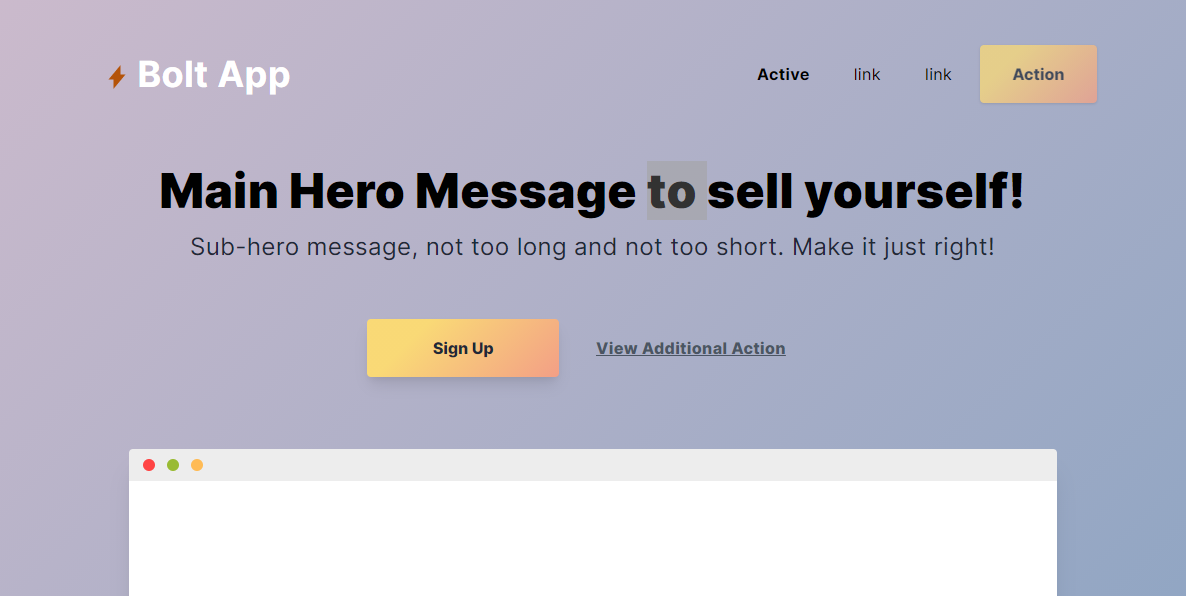 Bolt App
Active link link Action
Main Hero Message to sell yourself!
Sub-hero message, not too long and not too short. Make it just right!
Sign Up View Additional Action